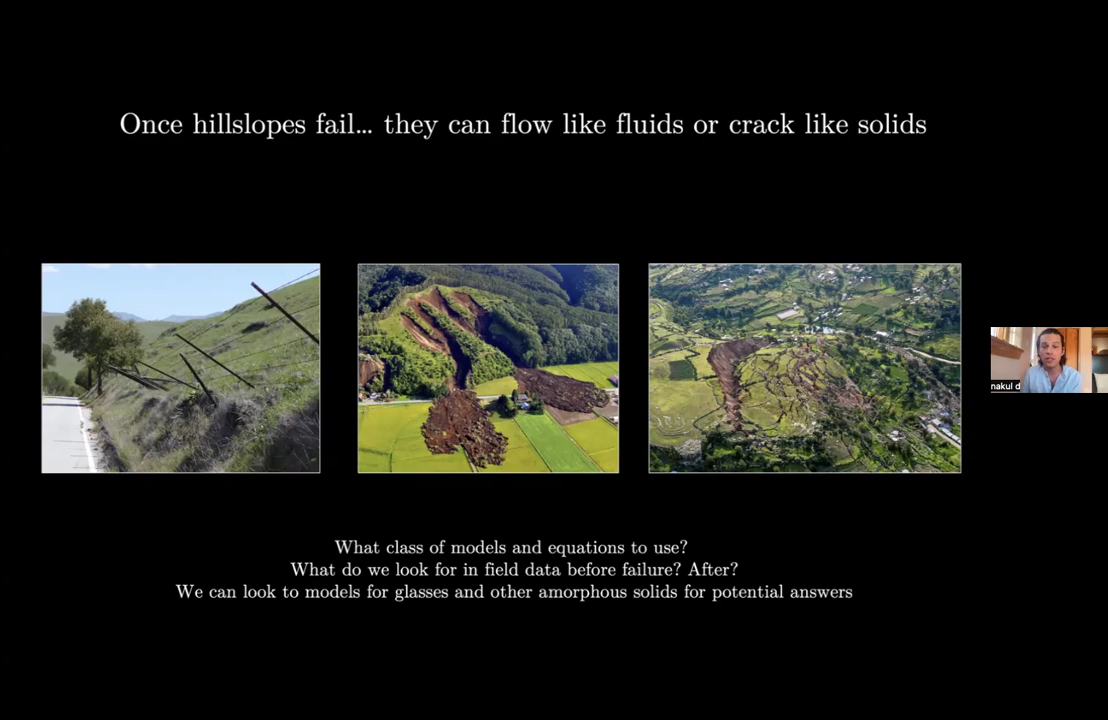 Once hillslopes fail… they can flow like fluids or crack like solids
nakul d
What class of models and equations to use?
What do we look for in field data before failure? After?
We can look to models for glasses and other amorphous solids for potential answers